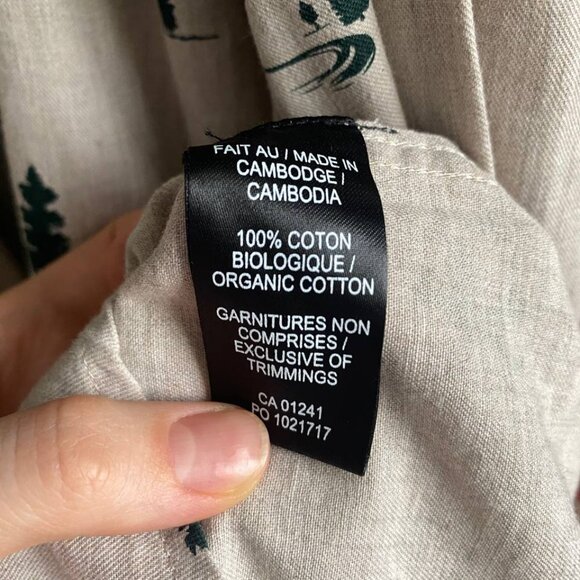 FAIT AU / MADE IN
CAMBODGE /
CAMBODIA
100% COTON
BIOLOGIQUE /
ORGANIC COTTON
GARNITURES NON
COMPRISES /
EXCLUSIVE OF
TRIMMINGS
CA 01241
PO 1021717